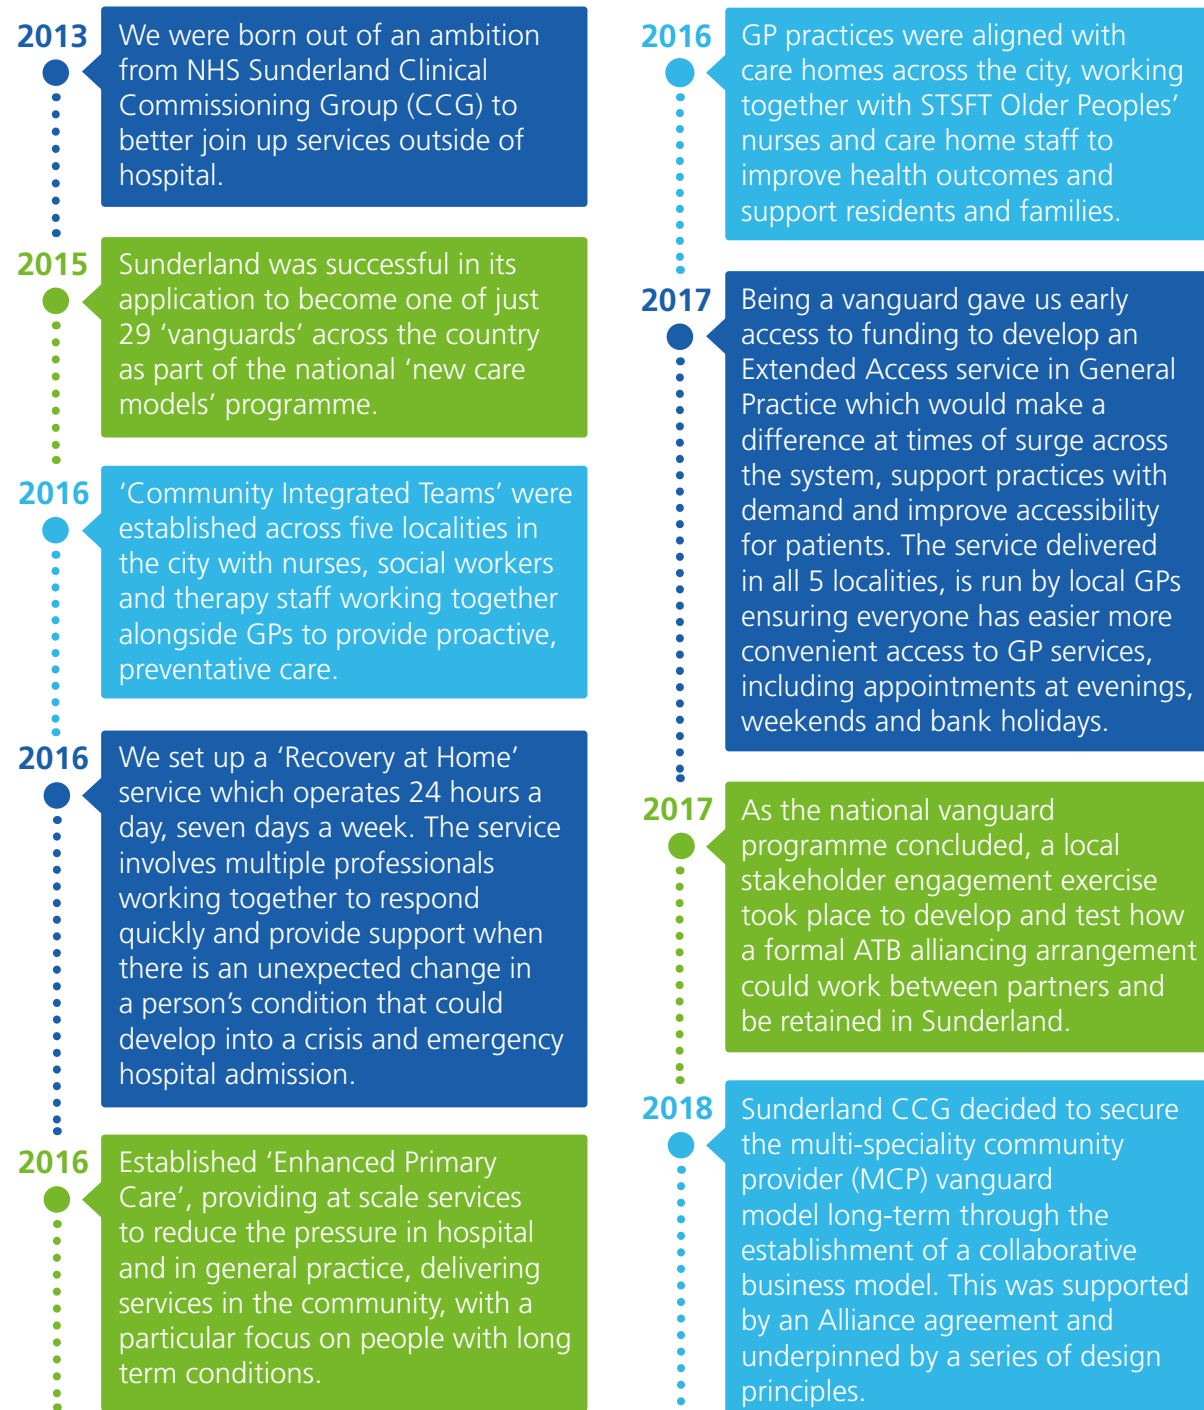 2013
We were born out of an ambition
from NHS Sunderland Clinical
Commissioning Group (CCG) to
better join up services outside of
hospital.
2015
Sunderland was successful in its
application to become one of just
29 ‘vanguards’ across the country
as part of the national ‘new care
models’ programme.
2016
‘Community Integrated Teams’ were
established across five localities in
the city with nurses, social workers
and therapy staff working together
alongside GPs to provide proactive,
preventative care.
2016
We set up a ‘Recovery at Home’
service which operates 24 hours a
day, seven days a week. The service
involves multiple professionals
working together to respond
quickly and provide support when
there is an unexpected change in
a person’s condition that could
develop into a crisis and emergency
hospital admission.
2016
Established ‘Enhanced Primary
Care’, providing at scale services
to reduce the pressure in hospital
and in general practice, delivering
services in the community, with a
particular focus on people with long
term conditions.
2016
GP practices were aligned with
care homes across the city, working
together with STSFT Older Peoples’
nurses and care home staff to
improve health outcomes and
support residents and families.
2017
Being a vanguard gave us early
access to funding to develop an
Extended Access service in General
Practice which would make a
difference at times of surge across
the system, support practices with
demand and improve accessibility
for patients. The service delivered
in all 5 localities, is run by local GPs
ensuring everyone has easier more
convenient access to GP services,
including appointments at evenings,
weekends and bank holidays.
2017
As the national vanguard
programme concluded, a local
stakeholder engagement exercise
took place to develop and test how
a formal ATB alliancing arrangement
could work between partners and
be retained in Sunderland.
2018
Sunderland CCG decided to secure
the multi-speciality community
provider (MCP) vanguard
model long-term through the
establishment of a collaborative
business model. This was supported
by an Alliance agreement and
underpinned by a series of design
principles.